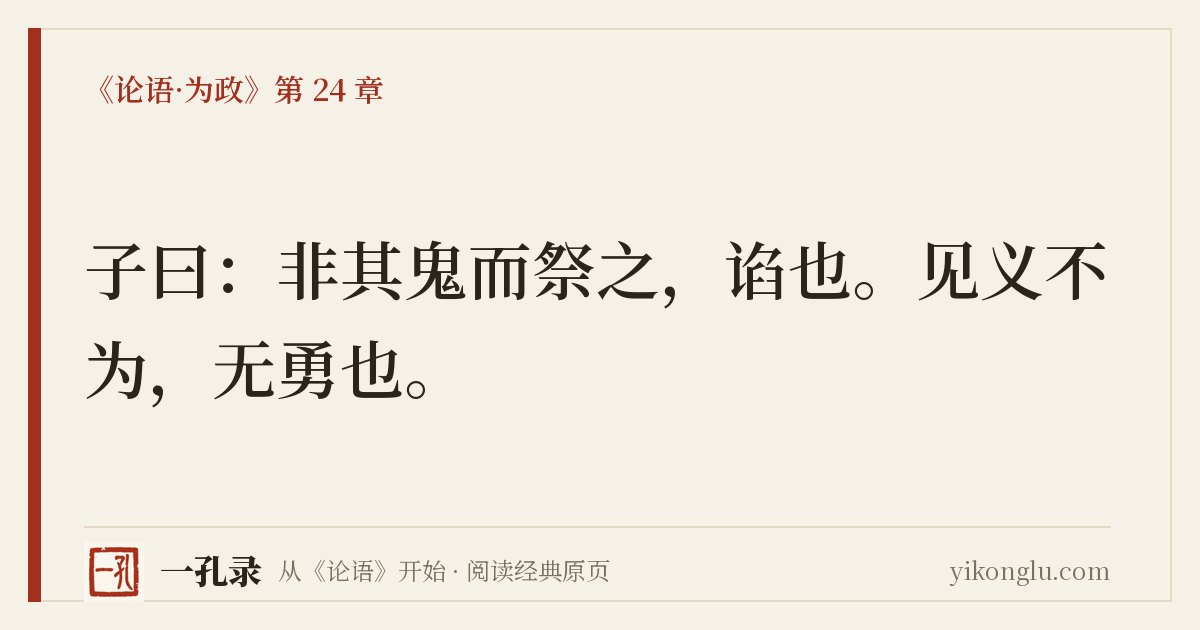 《论语·为政》第 24 章
子曰：非其鬼而祭之，谄也。见义不
为，无勇也。
一孔
一孔录 从《论语》开始 · 阅读经典原页 yikonglu.com